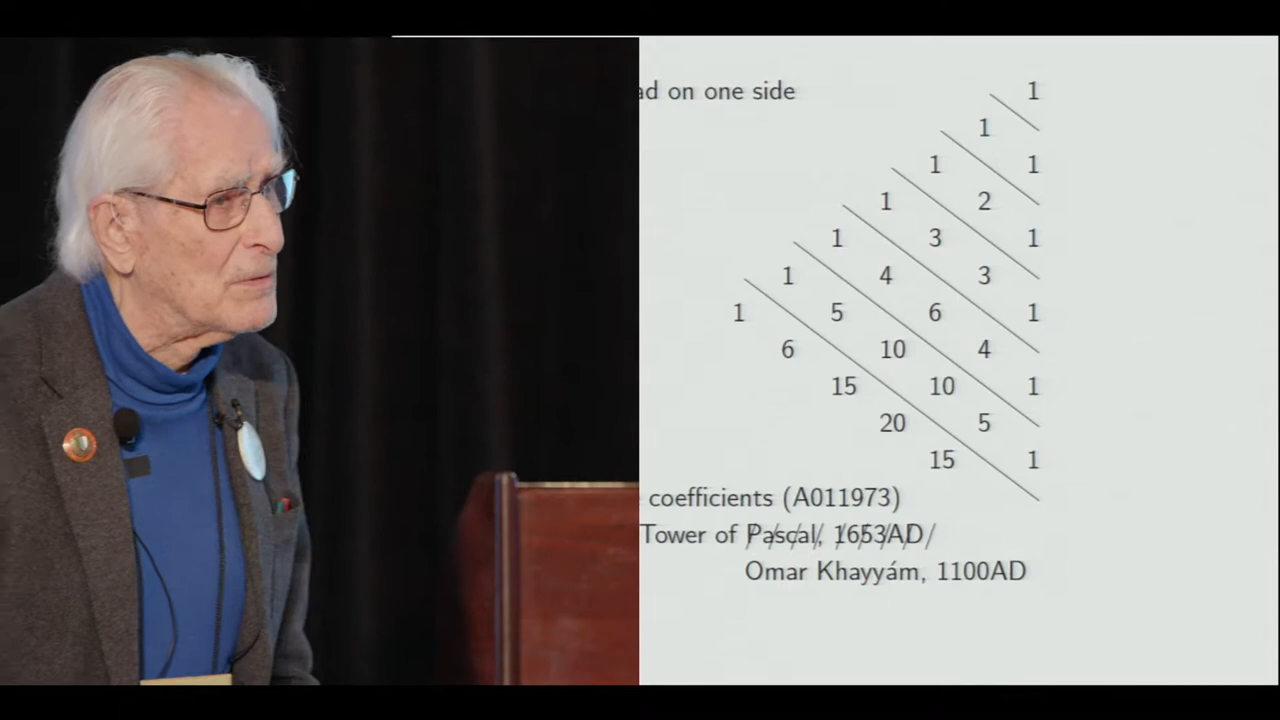 ad on one side 1
1
1 1
1 2
1 3 1
1 4 3
1 5 6 1
6 10 4
15 10 1
20 5
15 1
coefficients (A011973)
Tower of Pascal, 1653AD
Omar Khayyám, 1100AD